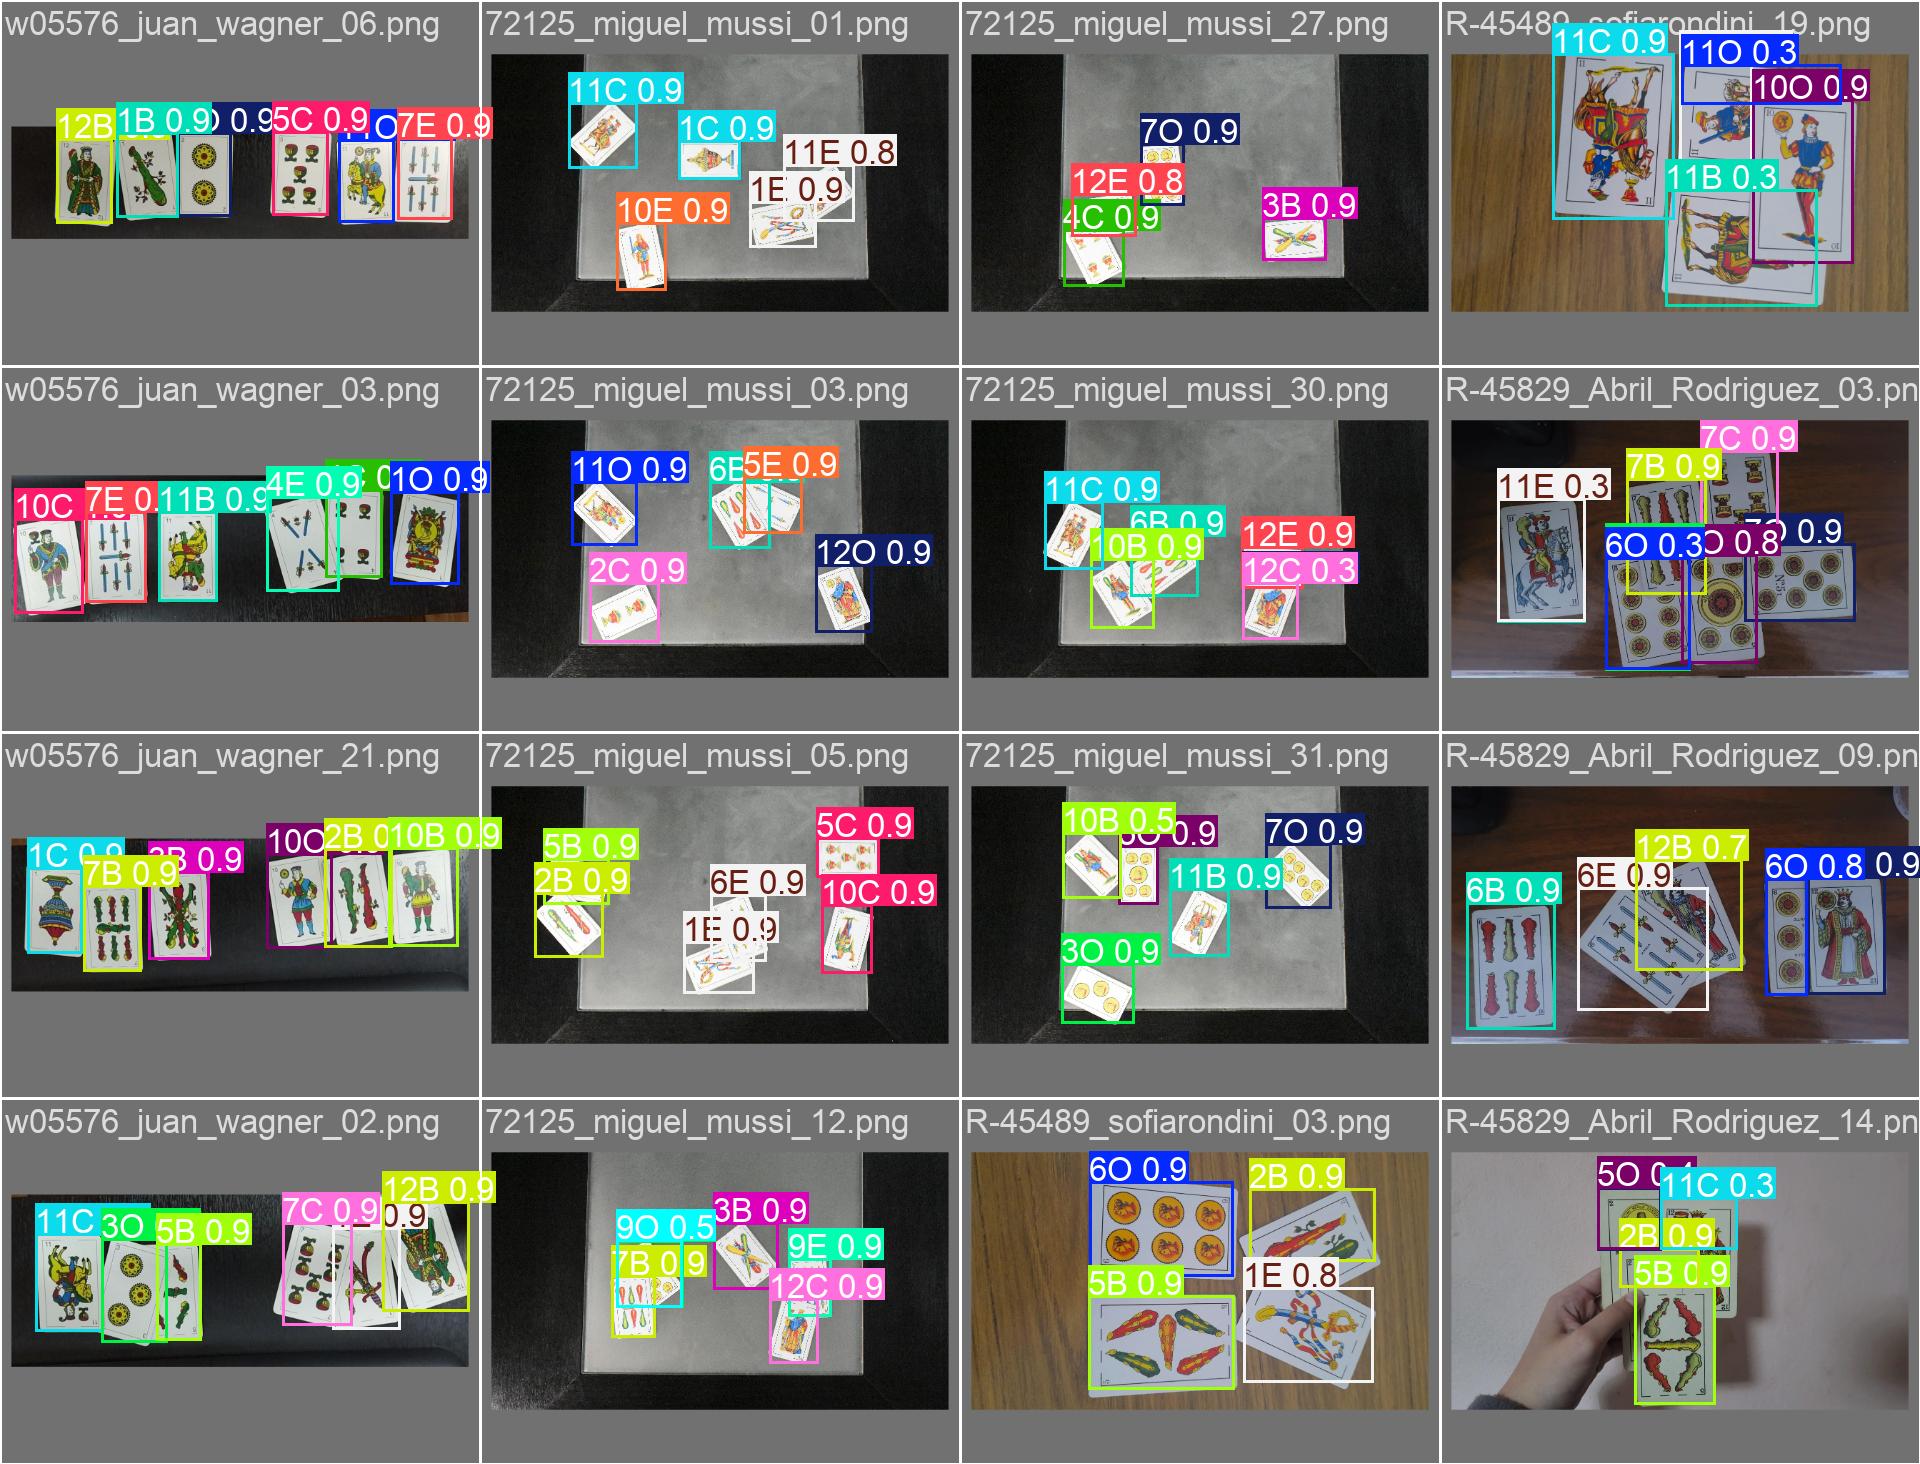 w05576_juan_wagner_06.png
12B
1B 0.9
0.9
5C 0.9
7E 0.9
72125_miguel_mussi_01.png
11C 0.9
1C 0.9
11E 0.8
1E 0.9
10E 0.9
72125_miguel_mussi_27.png
7O 0.9
12E 0.8
4C 0.9
3B 0.9
R-45489_sofiarondini_19.png
11C 0.9
11O 0.3
10O 0.9
11B 0.3
w05576_juan_wagner_03.png
10C
7E 0.
11B 0.9
4E 0.9
1O 0.9
72125_miguel_mussi_03.png
11O 0.9
6B
5E 0.9
2C 0.9
12O 0.9
72125_miguel_mussi_30.png
11C 0.9
6B 0.9
10B 0.9
12E 0.9
12C 0.3
R-45829_Abril_Rodriguez_03.pn
7C 0.9
7B 0.9
11E 0.3
0.9
6O 0.3
O 0.8
w05576_juan_wagner_21.png
1C 0.9
7B 0.9
3B 0.9
10O
2B 0.9
10B 0.9
72125_miguel_mussi_05.png
5C 0.9
5B 0.9
2B 0.9
6E 0.9
10C 0.9
1E 0.9
72125_miguel_mussi_31.png
10B 0.5
0.9
7O 0.9
11B 0.9
3O 0.9
R-45829_Abril_Rodriguez_09.pn
12B 0.7
6E 0.9
6O 0.8
0.9
6B 0.9
w05576_juan_wagner_02.png
12B 0.9
7C 0.9
0.9
11C
3O
5B 0.9
72125_miguel_mussi_12.png
3B 0.9
9O 0.5
9E 0.9
7B 0.9
12C 0.9
R-45489_sofiarondini_03.png
6O 0.9
2B 0.9
5B 0.9
1E 0.8
R-45829_Abril_Rodriguez_14.pn
5O 0.4
11C 0.3
2B 0.9
5B 0.9